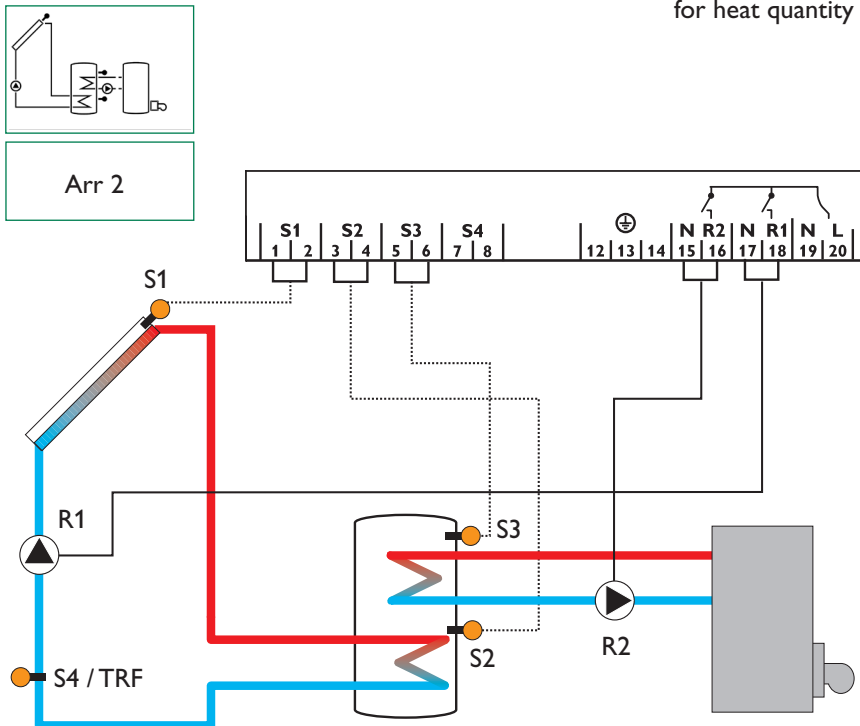 for heat quantity
Arr 2
S1 S2 S3 S4 N R2 N R1 N L
1 2 3 4 5 6 7 8 12 13 14 15 16 17 18 19 20
S1
R1
S3
S2
R2
S4 / TRF